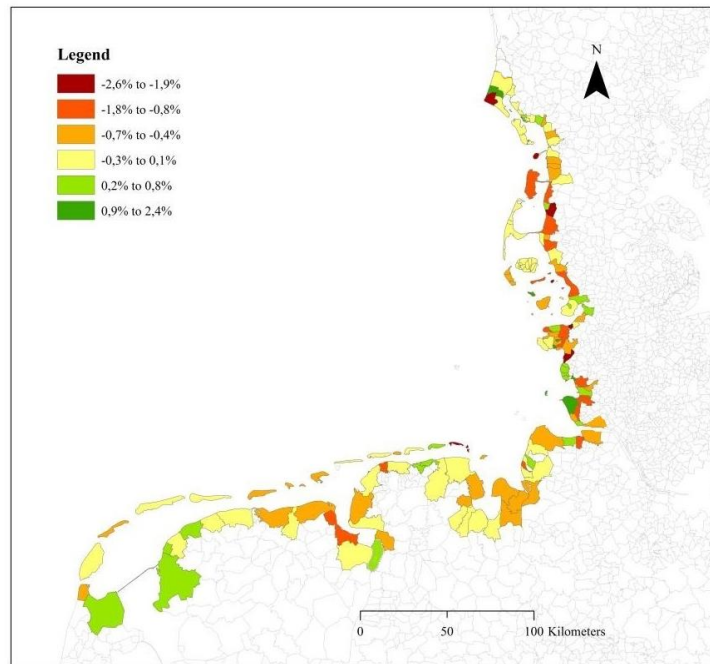 Legend
N
-2,6% to -1,9%
-1,8% to -0,8%
-0,7% to -0,4%
-0,3% to 0,1%
0,2% to 0,8%
0,9% to 2,4%
0 50 100 Kilometers